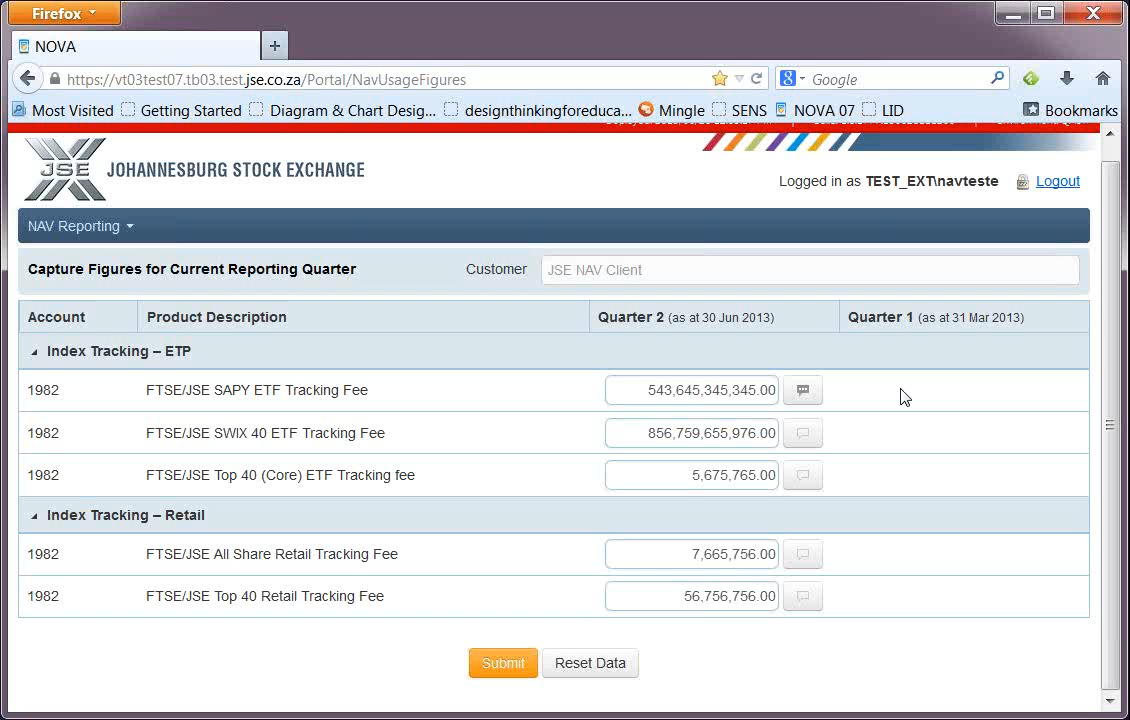 Firefox
NOVA
https://vt03test07.tb03.test.jse.co.za/Portal/NavUsageFigures
Google
Most Visited Getting Started Diagram & Chart Desig... designthinkingforeduca... Mingle SENS NOVA 07 LID Bookmarks
JSE JOHANNESBURG STOCK EXCHANGE
Logged in as TEST_EXT\navteste Logout
NAV Reporting
Capture Figures for Current Reporting Quarter Customer JSE NAV Client
Account Product Description Quarter 2 (as at 30 Jun 2013) Quarter 1 (as at 31 Mar 2013)
Index Tracking – ETP
1982 FTSE/JSE SAPY ETF Tracking Fee 543,645,345,345.00
1982 FTSE/JSE SWIX 40 ETF Tracking Fee 856,759,655,976.00
1982 FTSE/JSE Top 40 (Core) ETF Tracking fee 5,675,765.00
Index Tracking – Retail
1982 FTSE/JSE All Share Retail Tracking Fee 7,665,756.00
1982 FTSE/JSE Top 40 Retail Tracking Fee 56,756,756.00
Submit Reset Data